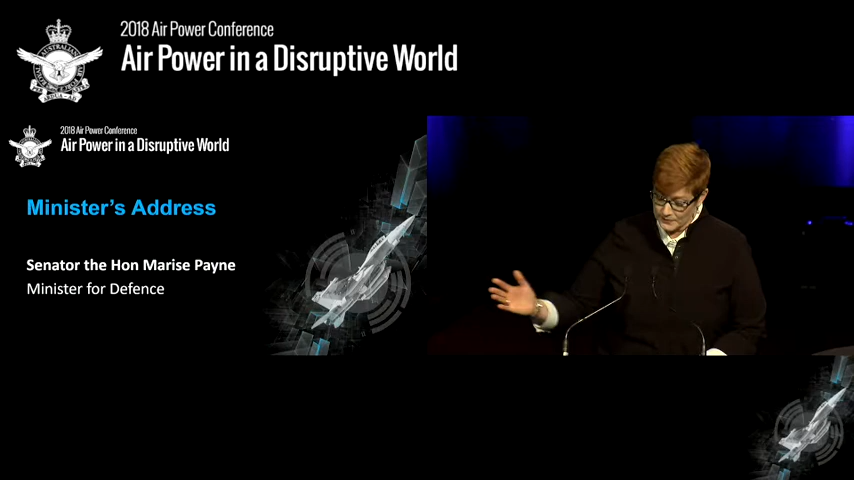 2018 Air Power Conference
Air Power in a Disruptive World
2018 Air Power Conference
Air Power in a Disruptive World
Minister's Address
Senator the Hon Marise Payne
Minister for Defence